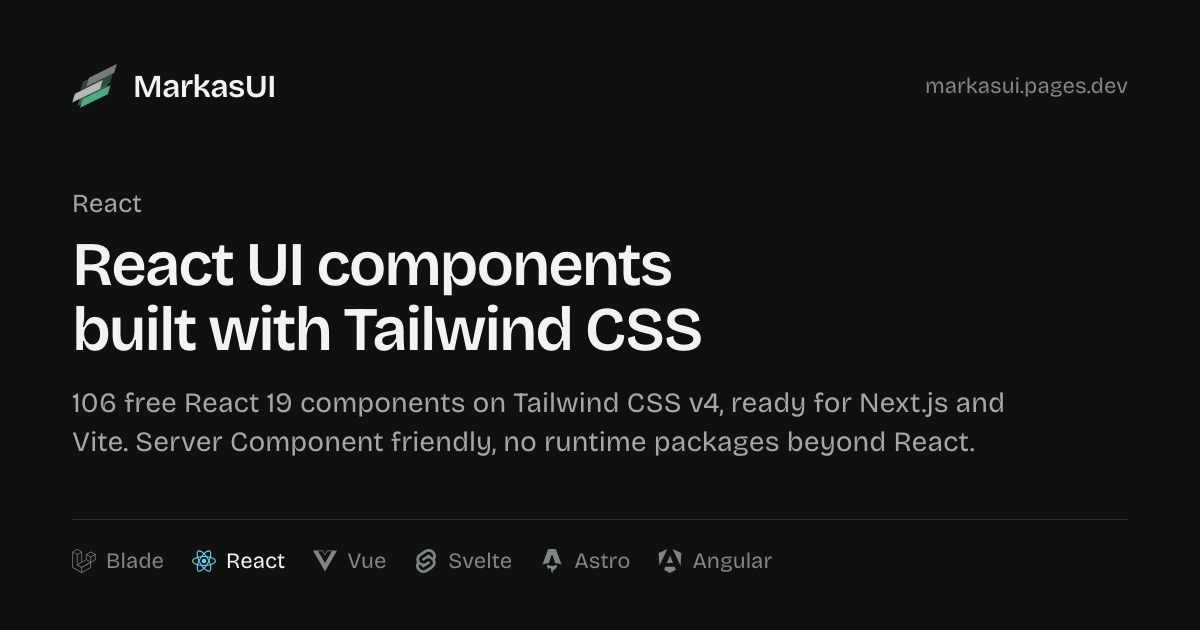 MarkasUI
markasui.pages.dev
React
React UI components
built with Tailwind CSS
106 free React 19 components on Tailwind CSS v4, ready for Next.js and
Vite. Server Component friendly, no runtime packages beyond React.
Blade React Vue Svelte Astro Angular